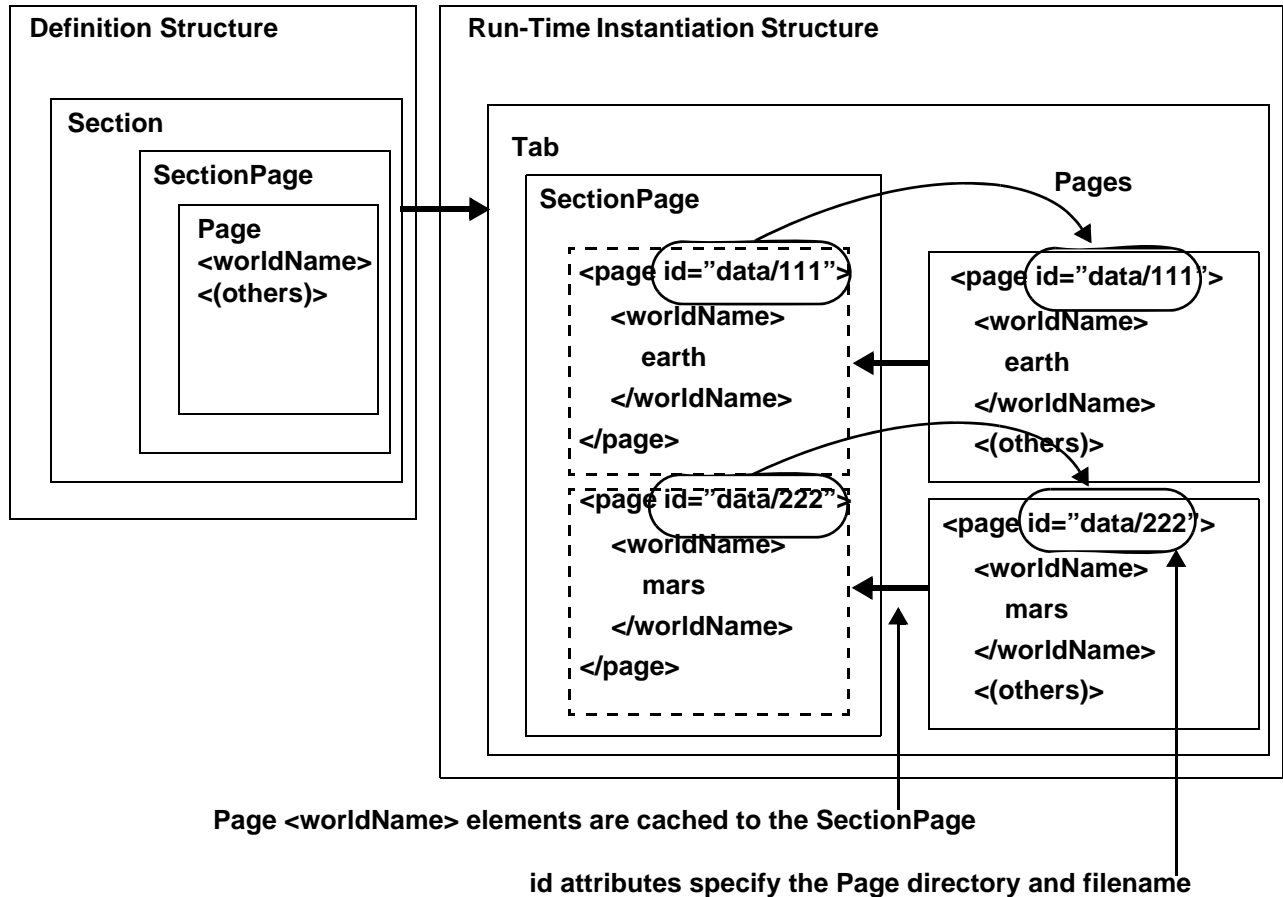 Definition Structure
Section
SectionPage
Page
<worldName>
<(others)>
Run-Time Instantiation Structure
Tab
SectionPage
<page id=”data/111”>
<worldName>
earth
</worldName>
</page>
<page id=”data/222”>
<worldName>
mars
</worldName>
</page>
Pages
<page id=”data/111”>
<worldName>
earth
</worldName>
<(others)>
<page id=”data/222”>
<worldName>
mars
</worldName>
<(others)>
Page <worldName> elements are cached to the SectionPage
id attributes specify the Page directory and filename